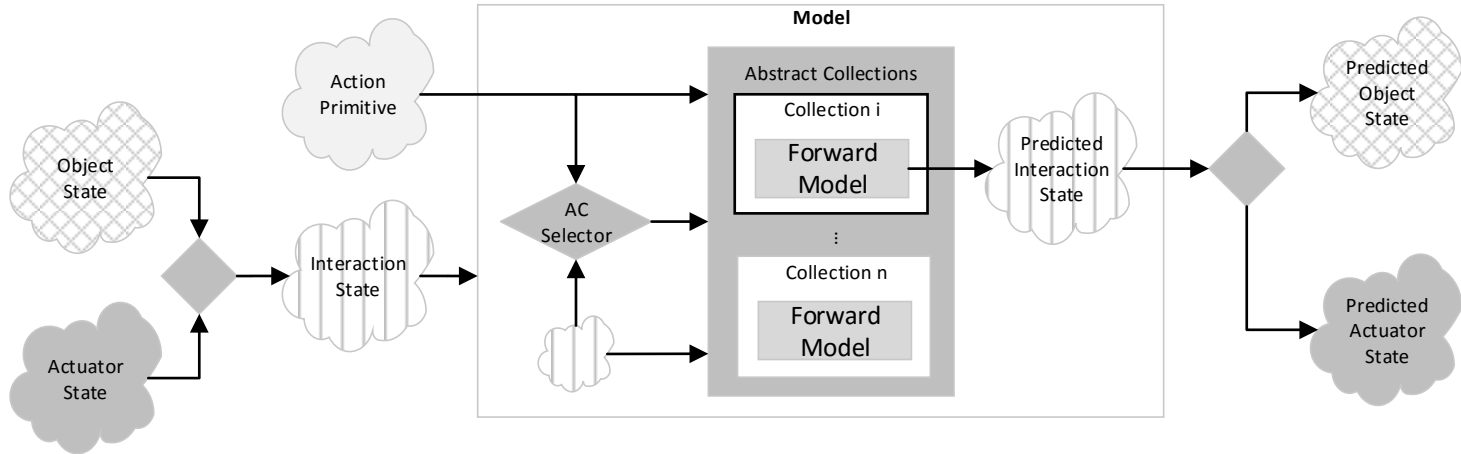 Model
Action
Primitive
Object
State
Actuator
State
Interaction
State
AC
Selector
Abstract Collections
Collection i
Forward
Model
...
Collection n
Forward
Model
Predicted
Interaction
State
Predicted
Object
State
Predicted
Actuator
State